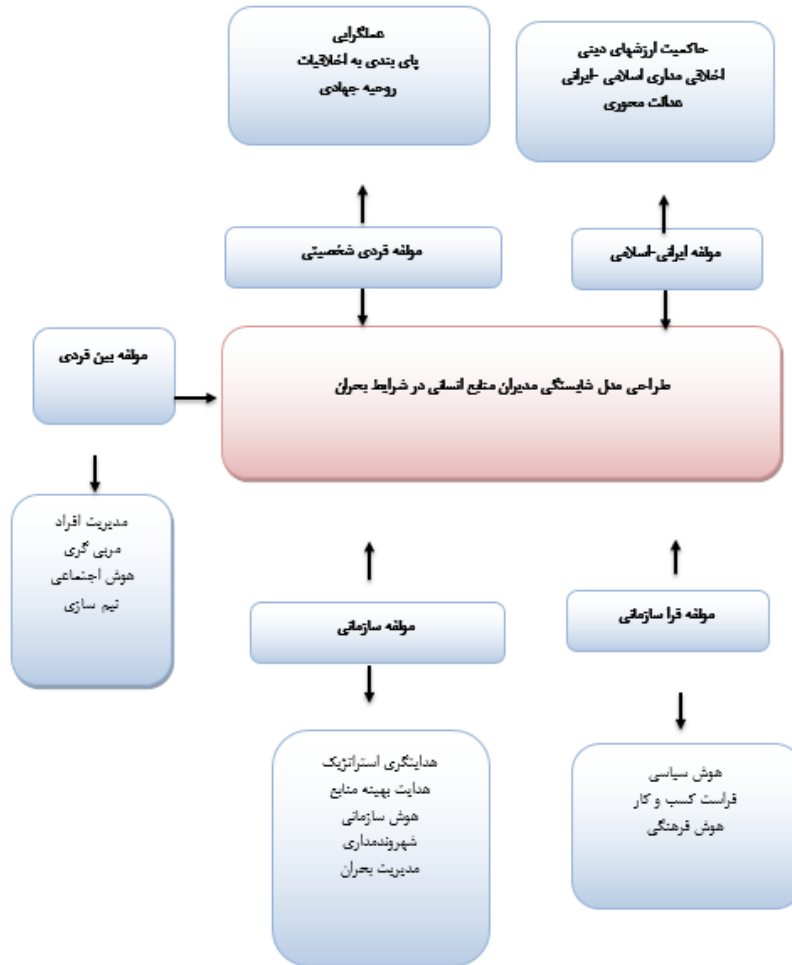 حاکمیت ارزشهای دینی
اخلاقی مداری اسلامی -ایرانی
عدالت محوری
عملگرایی
پای بندی به اخلاقیات
روحیه جهادی
مولفه ایرانی-اسلامی
مولفه فردی شخصیتی
مولفه بین فردی
طراحی مدل شایستگی مدیران منابع انسانی در شرایط بحران
مدیریت افراد
مربی گری
هوش اجتماعی
تیم سازی
مولفه فرا سازمانی
مولفه سازمانی
هوش سیاسی
فراست کسب و کار
هوش فرهنگی
هدایتگری استراتژیک
هدایت بهینه منابع
هوش سازمانی
شهروندمداری
مدیریت بحران